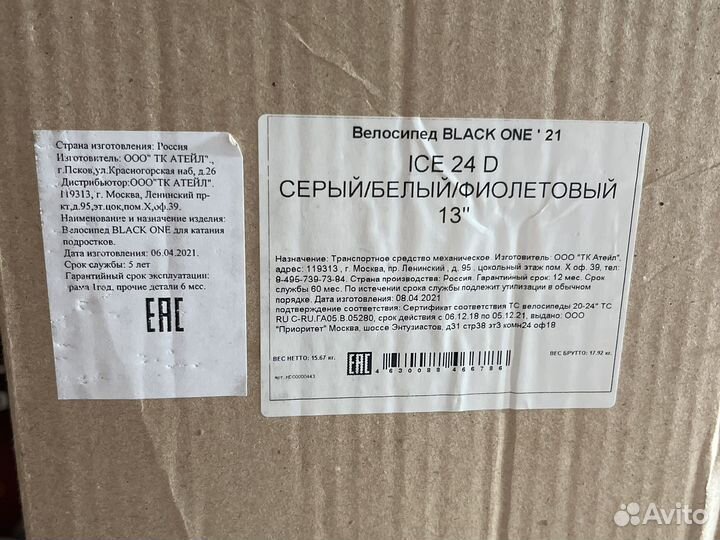 Страна изготовления: Россия
Изготовитель: ООО" ТК АТЕЙЛ".,
г.Псков,ул.Красногорская наб, д.26
Дистрибьютор:ООО"ТК АТЕЙЛ".
119313, г. Москва, Ленинский пр-
кт,д.95,эт.цок,пом.Х,оф.39.
Наименование и назначение изделия:
Велосипед BLACK ONE для катания
подростков.
Дата изготовления :06.04.2021.
Срок службы: 5 лет
Гарантийный срок эксплуатации:
рама 1год, прочие детали 6 мес.
EAC
Велосипед BLACK ONE ' 21
ICE 24 D
СЕРЫЙ/БЕЛЫЙ/ФИОЛЕТОВЫЙ
13"
Назначение: Транспортное средство механическое. Изготовитель ООО "ТК Атейл".
адрес: 119313 , г. Москва, пр. Ленинский , д. 95 . цокольный этаж пом. Х оф. 39, тел:
8-495-739-73-84. Страна производства: Россия. Гарантийный срок: 12 мес. Срок
службы 60 мес. По истечении срока службы подлежит утилизации в обычном
порядке. Дата изготовления: 08.04.2021
подтверждение соответствия: Сертификат соответствия ТС велосипеды 20-24" ТС
RU C-RU.ГА05.В.05280, срок действия с 06.12.18 по 05.12.21, выдано: ООО
"Приоритет" Москва, шоссе Энтузиастов, д31 стр38 эт3 комн24 оф18
ВЕС НЕТТО: 15.67 кг.
EAC
4630088466786
ВЕС БРУТТО: 17.92 кг.
арт. HD00000443
Avito